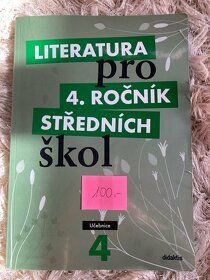 LITERATURA
pro
4. ROČNÍK
STŘEDNÍCH
škol
100.-
Učebnice
4
didaktis